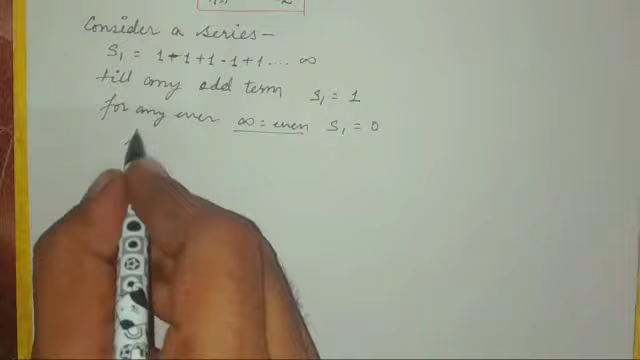 Consider a series -
S₁ = 1 - 1 + 1 - 1 + 1 .... ∞
till any odd term S₁ = 1
for any even ∞ = even S₁ = 0